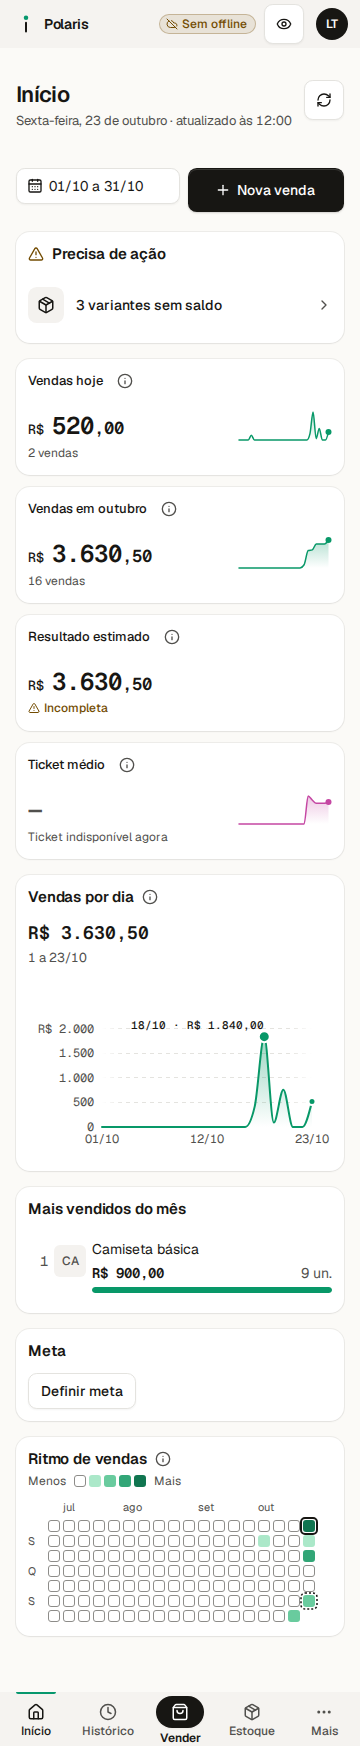 Polaris
Sem offline
LT
Início
Sexta-feira, 23 de outubro · atualizado às 12:00
01/10 a 31/10
Nova venda
Precisa de ação
3 variantes sem saldo
Vendas hoje
R$ 520,00
2 vendas
Vendas em outubro
R$ 3.630,50
16 vendas
Resultado estimado
R$ 3.630,50
Incompleta
Ticket médio
—
Ticket indisponível agora
Vendas por dia
R$ 3.630,50
1 a 23/10
18/10 · R$ 1.840,00
R$ 2.000
1.500
1.000
500
0
01/10 12/10 23/10
Mais vendidos do mês
1 CA Camiseta básica
R$ 900,00 9 un.
Meta
Definir meta
Ritmo de vendas
Menos Mais
jul ago set out
S
Q
S
Início Histórico Vender Estoque Mais